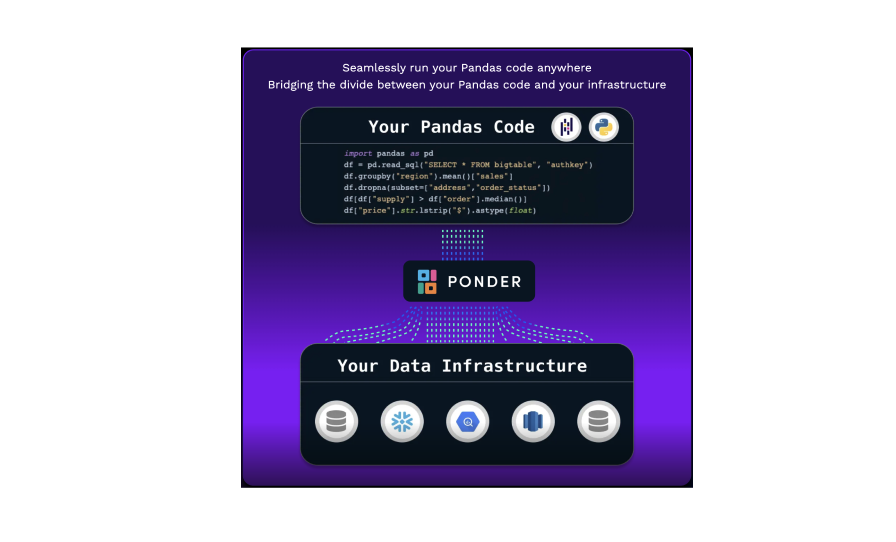 Seamlessly run your Pandas code anywhere
Bridging the divide between your Pandas code and your infrastructure
Your Pandas Code
import pandas as pd
df = pd.read_sql("SELECT * FROM bigtable", "authkey")
df.groupby("region").mean()["sales"]
df.dropna(subset=["address","order_status"])
df[df["supply"] > df["order"].median()]
df["price"].str.lstrip("$").astype(float)
PONDER
Your Data Infrastructure